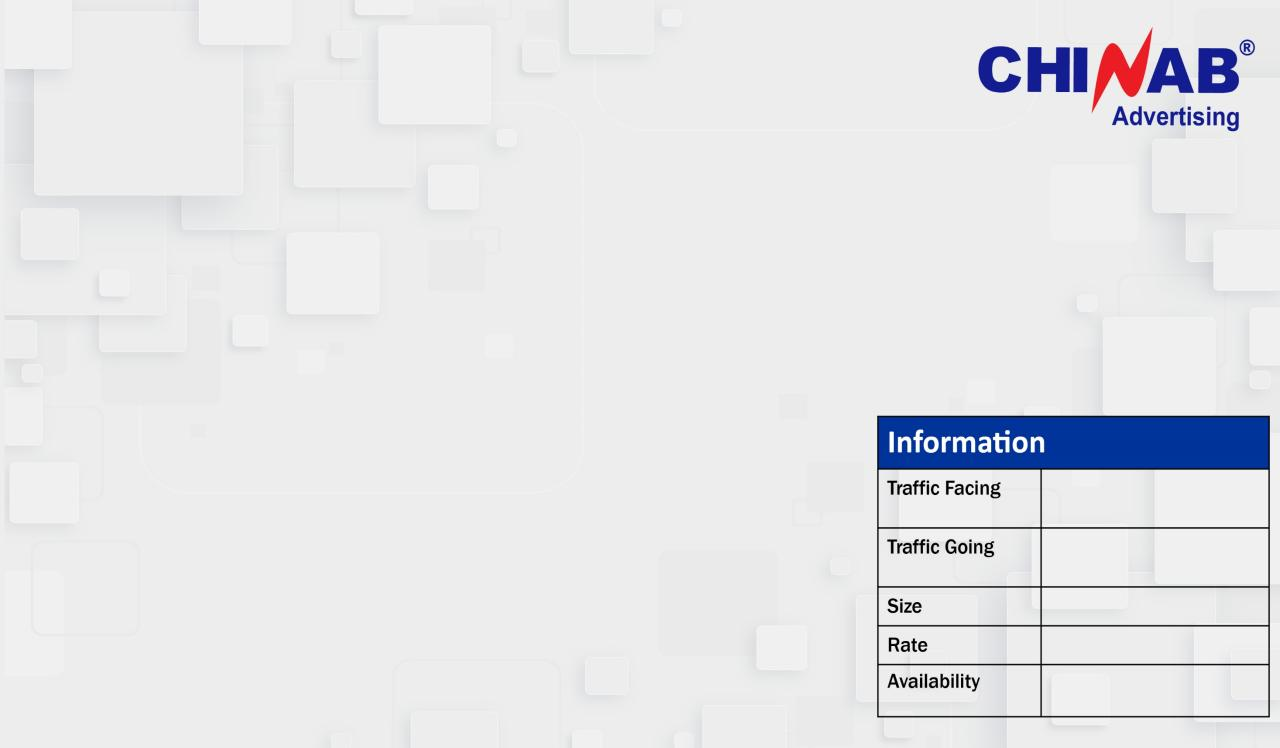 CHINAB®
Advertising
Information
Traffic Facing
Traffic Going
Size
Rate
Availability